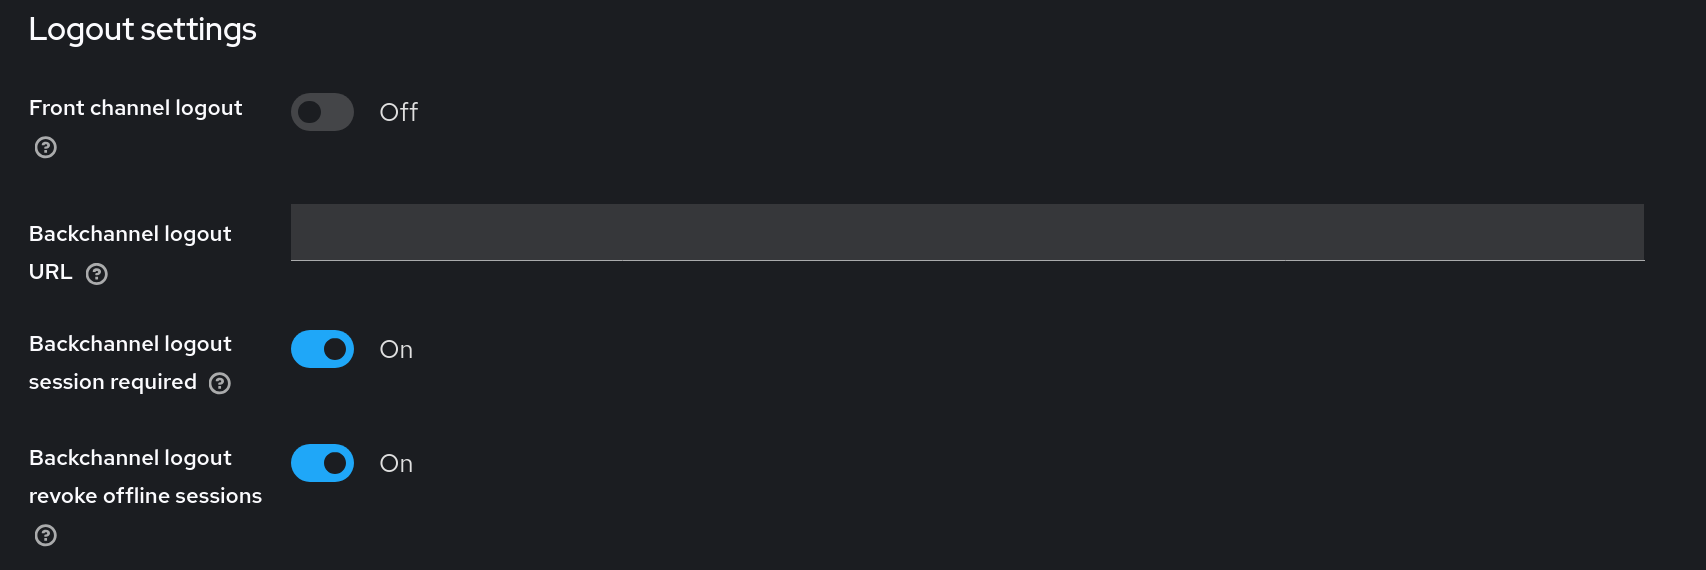 Logout settings
Front channel logout
Off
Backchannel logout
URL
Backchannel logout
session required
On
Backchannel logout
revoke offline sessions
On